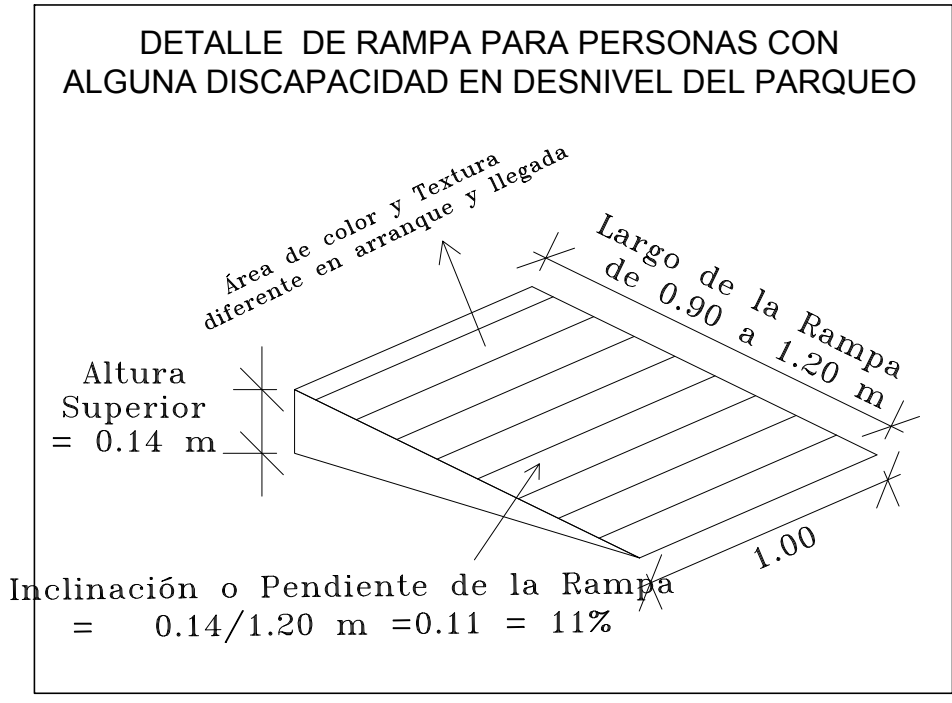 DETALLE DE RAMPA PARA PERSONAS CON
ALGUNA DISCAPACIDAD EN DESNIVEL DEL PARQUEO
Área de color y Textura
diferente en arranque y llegada
Largo de la Rampa
de 0.90 a 1.20 m
Altura
Superior
= 0.14 m
1.00
Inclinación o Pendiente de la Rampa
= 0.14/1.20 m =0.11 = 11%